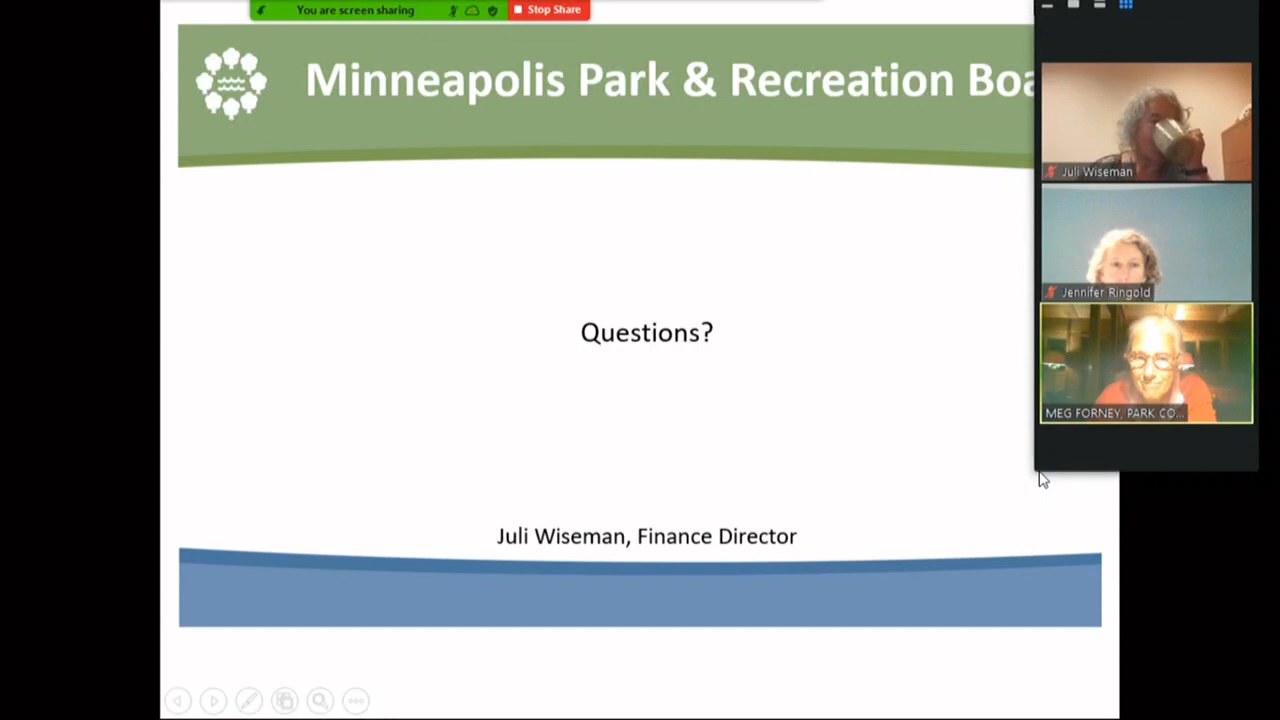 You are screen sharing
Stop Share
Minneapolis Park & Recreation Boa
Juli Wiseman
Jennifer Ringold
MEG FORNEY, PARK CO...
Questions?
Juli Wiseman, Finance Director